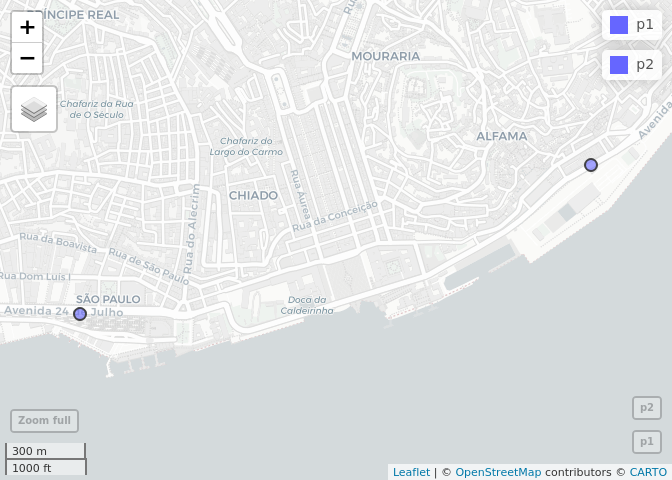 PRÍNCIPE REAL
Ru
+
−
p1
p2
MOURARIA
Chafariz da Rua
de O Século
Avenida
ALFAMA
Chafariz do
Largo do Carmo
CHIADO
Rua Áurea
Rua do Alecrim
Rua da Conceição
Rua da Boavista
Rua de São Paulo
Rua Dom Luís I
SÃO PAULO
Avenida 24 Julho
Doca da
Caldeirinha
p2
Zoom full
p1
300 m
1000 ft
Leaflet | © OpenStreetMap contributors © CARTO